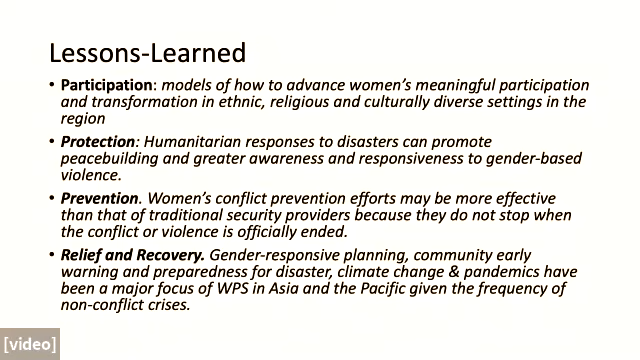 Lessons-Learned
• Participation: models of how to advance women's meaningful participation
and transformation in ethnic, religious and culturally diverse settings in the
region
• Protection: Humanitarian responses to disasters can promote
peacebuilding and greater awareness and responsiveness to gender-based
violence.
• Prevention. Women's conflict prevention efforts may be more effective
than that of traditional security providers because they do not stop when
the conflict or violence is officially ended.
• Relief and Recovery. Gender-responsive planning, community early
warning and preparedness for disaster, climate change & pandemics have
been a major focus of WPS in Asia and the Pacific given the frequency of
non-conflict crises.
[video]